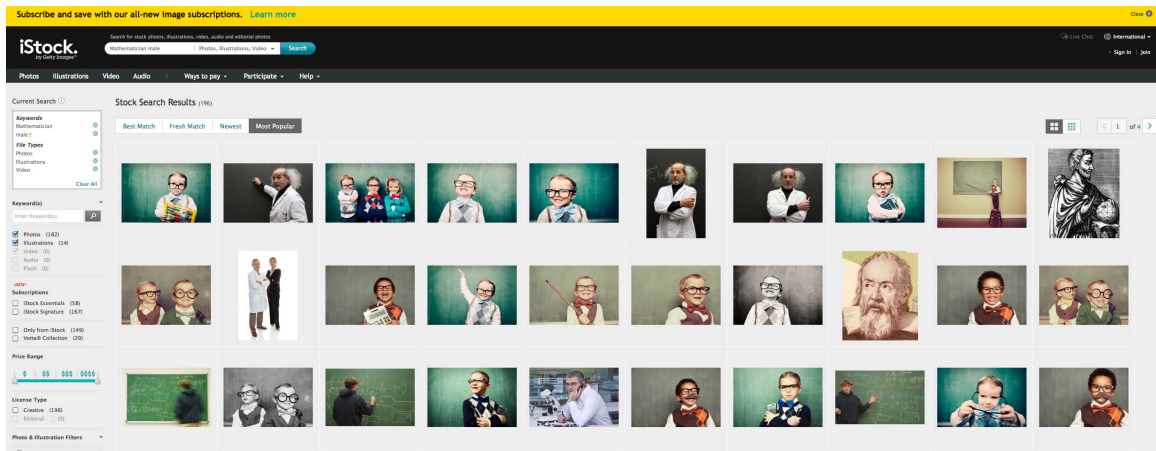 Subscribe and save with our all-new image subscriptions. Learn more
Close
iStock.
by Getty Images™
Search for stock photos, illustrations, video, audio and editorial photos
Mathematician male
Photos, Illustrations, Video
Search
Live Chat
International
Sign In | Join
Photos Illustrations Video Audio Ways to pay Participate Help
Current Search
Keywords
Mathematician
male ?
File Types
Photos
Illustrations
Video
Clear All
Keyword(s)
Enter Keyword(s)
Photos (182)
Illustrations (14)
Video (0)
Audio (0)
Flash (0)
-NEW-
Subscriptions
iStock Essentials (58)
iStock Signature (167)
Only from iStock (149)
Vetta® Collection (29)
Price Range
$ $$ $$$ $$$$
License Type
Creative (196)
Editorial (0)
Photo & Illustration Filters
Stock Search Results (196)
Best Match Fresh Match Newest Most Popular
1 of 4